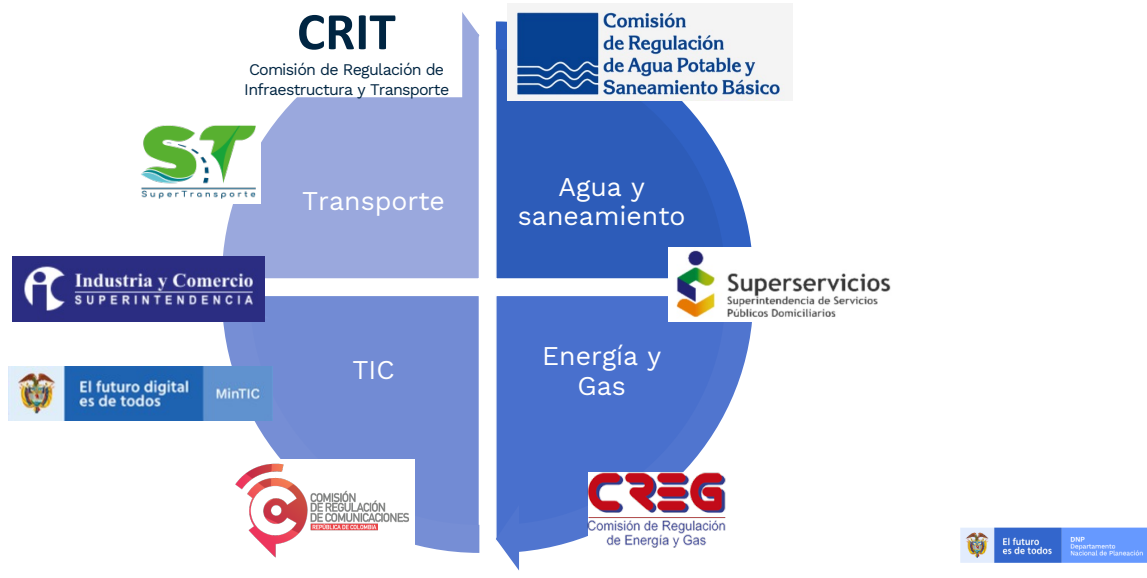 CRIT
Comisión de Regulación de
Infraestructura y Transporte
Comisión
de Regulación
de Agua Potable y
Saneamiento Básico
ST
SuperTransporte
Transporte
Agua y
saneamiento
Industria y Comercio
SUPERINTENDENCIA
Superservicios
Superintendencia de Servicios
Públicos Domiciliarios
TIC
Energía y
Gas
El futuro digital
es de todos
MinTIC
COMISIÓN
DE REGULACIÓN
DE COMUNICACIONES
REPÚBLICA DE COLOMBIA
CREG
Comisión de Regulación
de Energía y Gas
El futuro
es de todos
DNP
Departamento
Nacional de Planeación